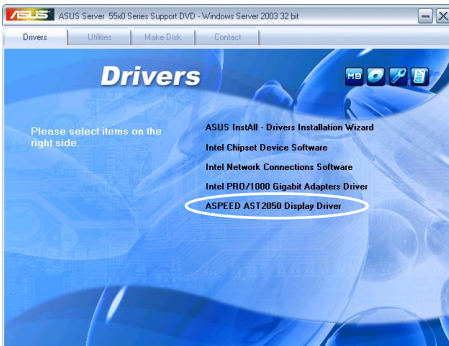 ASUS
ASUS Server 55x0 Series Support DVD - Windows Server 2003 32 bit
Drivers
Utilities
Make Disk
Contact
Drivers
MB
Please select items on the
right side.
ASUS InstAll - Drivers Installation Wizard
Intel Chipset Device Software
Intel Network Connections Software
Intel PRO/1000 Gigabit Adapters Driver
ASPEED AST2050 Display Driver